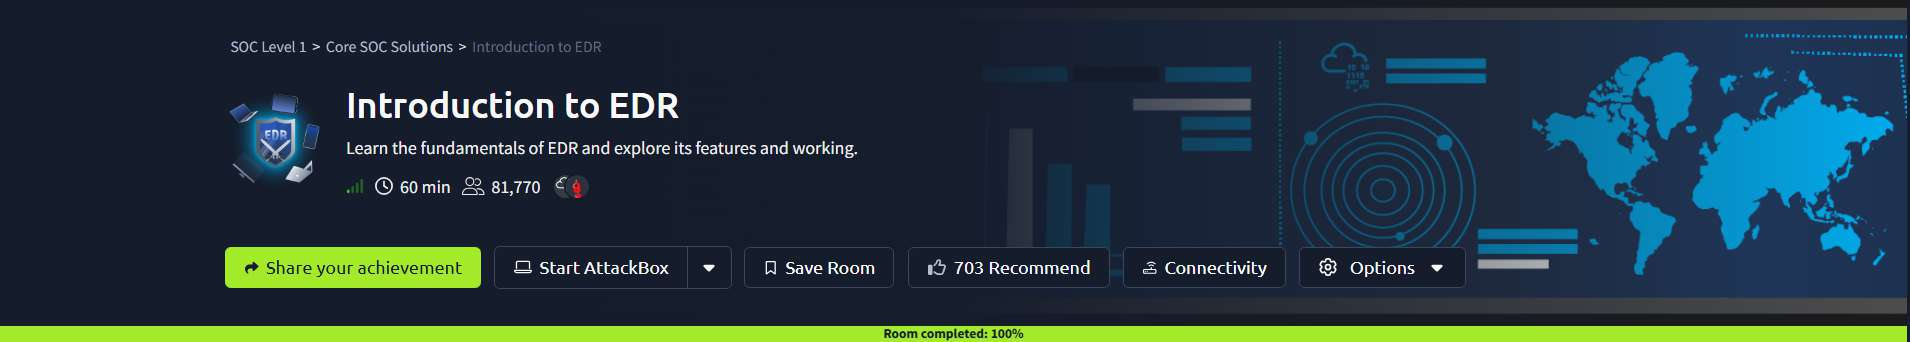 SOC Level 1 > Core SOC Solutions > Introduction to EDR
Introduction to EDR
EDR
Learn the fundamentals of EDR and explore its features and working.
60 min 81,770
Share your achievement Start AttackBox Save Room 703 Recommend Connectivity Options
Room completed: 100%